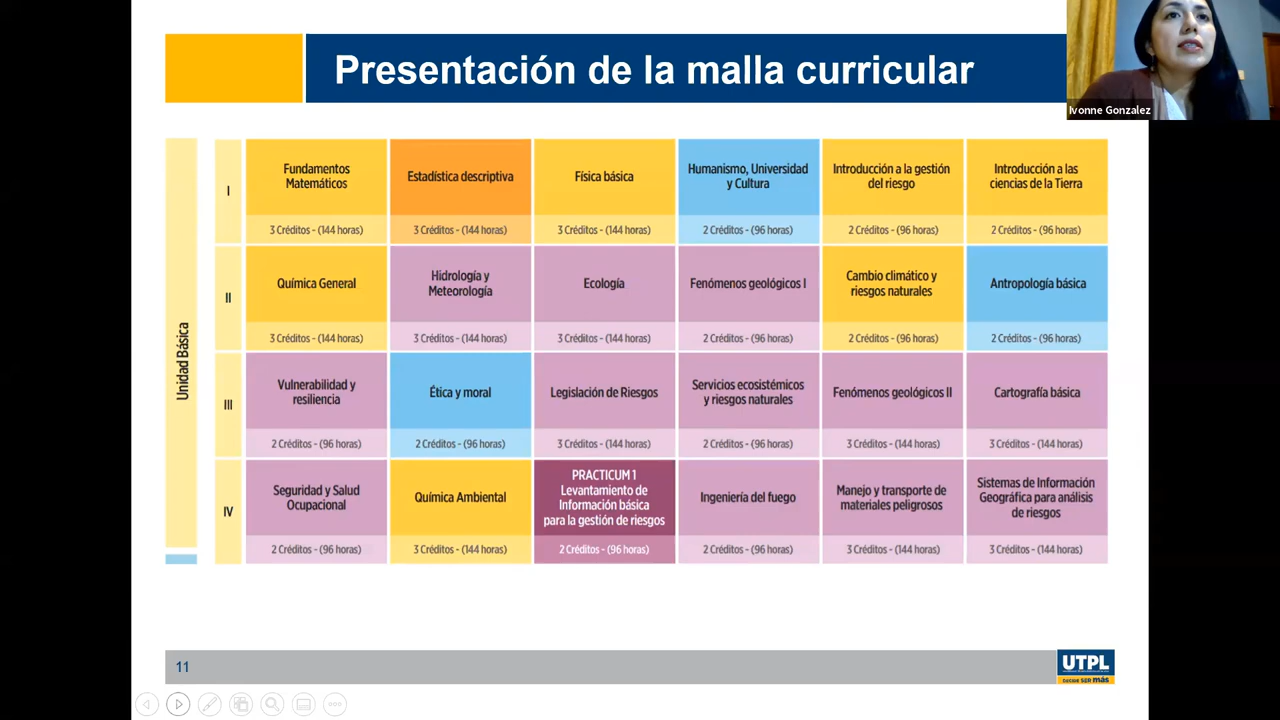 Presentación de la malla curricular
Ivonne Gonzalez
Unidad Básica
I
Fundamentos
Matemáticos
3 Créditos - (144 horas)
Estadística descriptiva
3 Créditos - (144 horas)
Física básica
3 Créditos - (144 horas)
Humanismo, Universidad
y Cultura
2 Créditos - (96 horas)
Introducción a la gestión
del riesgo
2 Créditos - (96 horas)
Introducción a las
ciencias de la Tierra
2 Créditos - (96 horas)
II
Química General
3 Créditos - (144 horas)
Hidrología y
Meteorología
3 Créditos - (144 horas)
Ecología
3 Créditos - (144 horas)
Fenómenos geológicos I
2 Créditos - (96 horas)
Cambio climático y
riesgos naturales
2 Créditos - (96 horas)
Antropología básica
2 Créditos - (96 horas)
III
Vulnerabilidad y
resiliencia
2 Créditos - (96 horas)
Ética y moral
2 Créditos - (96 horas)
Legislación de Riesgos
3 Créditos - (144 horas)
Servicios ecosistémicos
y riesgos naturales
2 Créditos - (96 horas)
Fenómenos geológicos II
3 Créditos - (144 horas)
Cartografía básica
3 Créditos - (144 horas)
IV
Seguridad y Salud
Ocupacional
2 Créditos - (96 horas)
Química Ambiental
3 Créditos - (144 horas)
PRACTICUM 1
Levantamiento de
Información básica
para la gestión de riesgos
2 Créditos - (96 horas)
Ingeniería del fuego
2 Créditos - (96 horas)
Manejo y transporte de
materiales peligrosos
3 Créditos - (144 horas)
Sistemas de Información
Geográfica para análisis
de riesgos
3 Créditos - (144 horas)
11
UTPL
DECIDE SER más